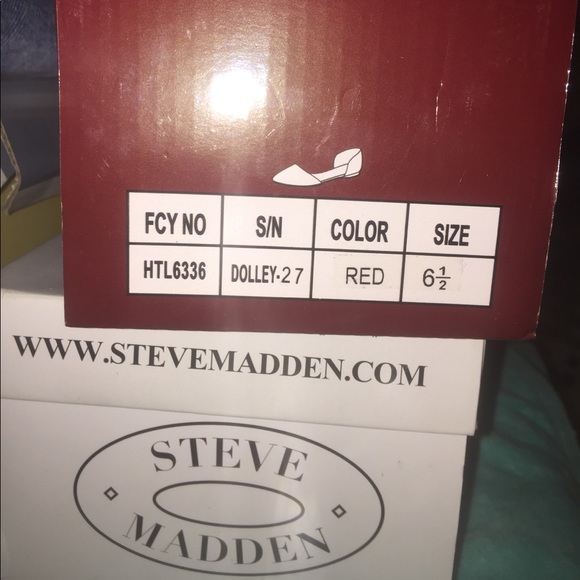 FCY NO S/N COLOR SIZE
HTL6336 DOLLEY-27 RED 6½
WWW.STEVEMADDEN.COM
STEVE
MADDEN